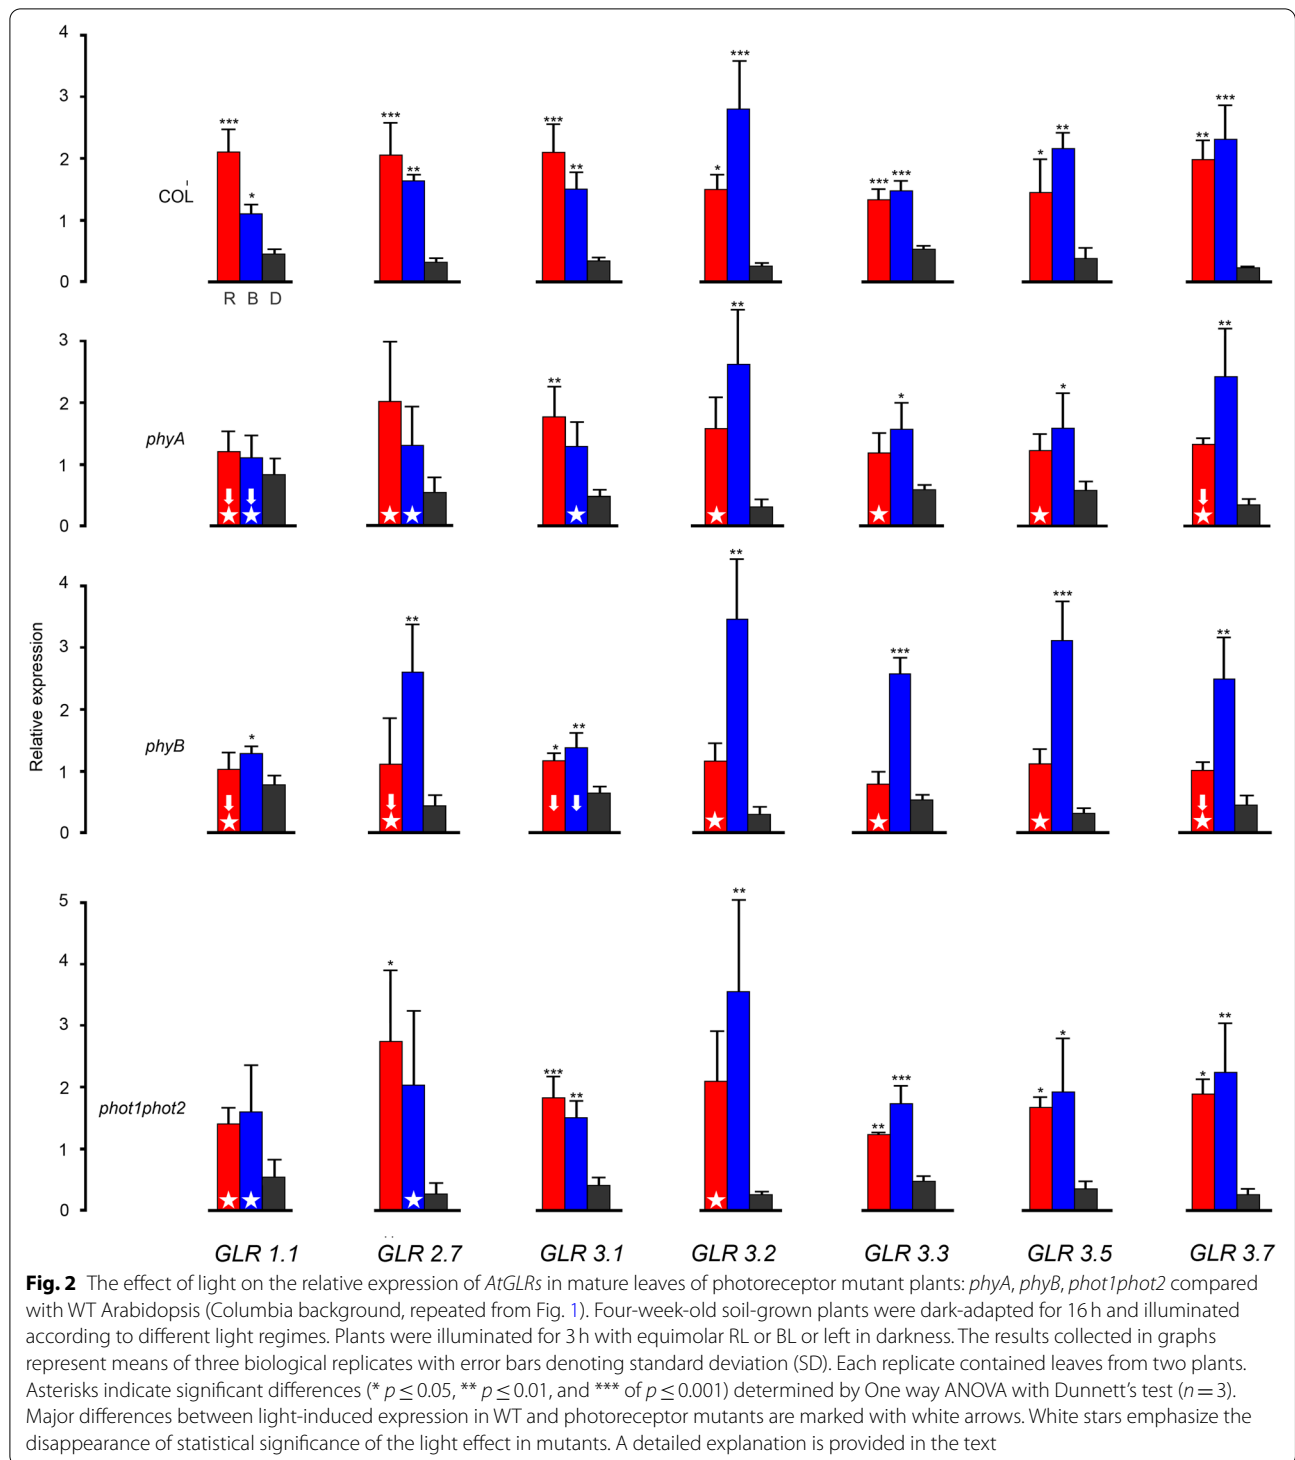 4
3
2
1
0
COL
*** * *** ** *** ** * *** *** *** * ** ** ***
R B D
3
2
1
0
phyA
** ** * * **
Relative expression
4
3
2
1
0
phyB
* ** * ** ** *** *** **
5
4
3
2
1
0
phot1phot2
* *** ** ** ** *** * * * **
GLR 1.1 GLR 2.7 GLR 3.1 GLR 3.2 GLR 3.3 GLR 3.5 GLR 3.7
Fig. 2 The effect of light on the relative expression of AtGLRs in mature leaves of photoreceptor mutant plants: phyA, phyB, phot1phot2 compared
with WT Arabidopsis (Columbia background, repeated from Fig. 1). Four-week-old soil-grown plants were dark-adapted for 16 h and illuminated
according to different light regimes. Plants were illuminated for 3 h with equimolar RL or BL or left in darkness. The results collected in graphs
represent means of three biological replicates with error bars denoting standard deviation (SD). Each replicate contained leaves from two plants.
Asterisks indicate significant differences (* p ≤ 0.05, ** p ≤ 0.01, and *** of p ≤ 0.001) determined by One way ANOVA with Dunnett's test (n = 3).
Major differences between light-induced expression in WT and photoreceptor mutants are marked with white arrows. White stars emphasize the
disappearance of statistical significance of the light effect in mutants. A detailed explanation is provided in the text